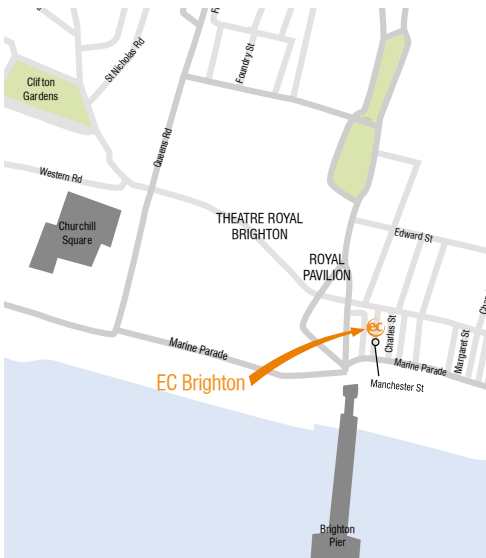 St Nicholas Rd
Foundry St
Clifton
Gardens
Queens Rd
Western Rd
THEATRE ROYAL
BRIGHTON
Churchill
Square
Edward St
ROYAL
PAVILION
ec
Charles St
Margaret St
Marine Parade
Marine Parade
EC Brighton
Manchester St
Brighton
Pier